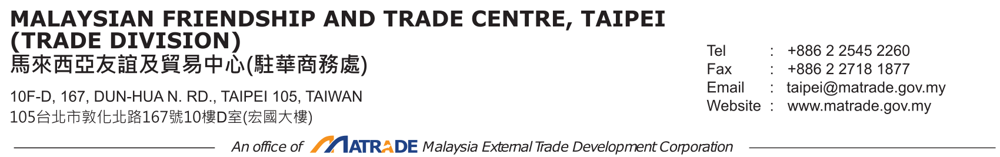 MALAYSIAN FRIENDSHIP AND TRADE CENTRE, TAIPEI
(TRADE DIVISION)
馬來西亞友誼及貿易中心(駐華商務處)
10F-D, 167, DUN-HUA N. RD., TAIPEI 105, TAIWAN
105台北市敦化北路167號10樓D室(宏國大樓)
Tel : +886 2 2545 2260
Fax : +886 2 2718 1877
Email : taipei@matrade.gov.my
Website : www.matrade.gov.my
An office of MATRADE Malaysia External Trade Development Corporation